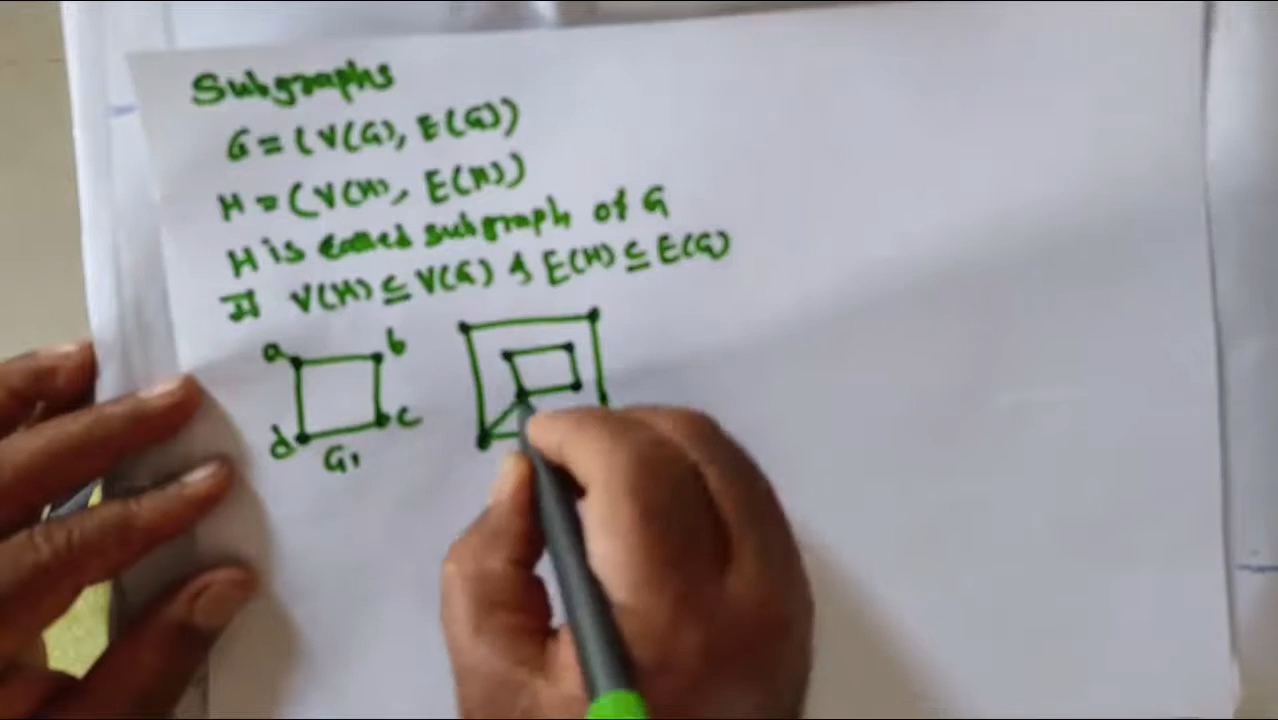 Subgraphs
G = (V(G), E(G))
H = (V(H), E(H))
H is called subgraph of G
If V(H) ⊆ V(G) & E(H) ⊆ E(G)
a b
d c
G1